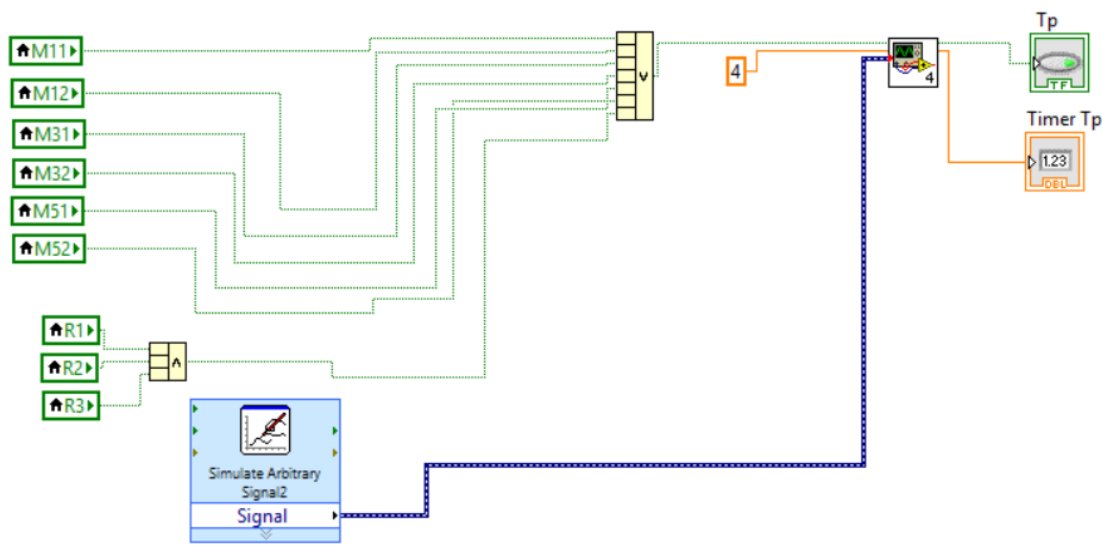 Tp
M11
4
4
TF
M12
Timer Tp
M31
1.23
M32
DBL
M51
M52
R1
R2
R3
Simulate Arbitrary
Signal2
Signal